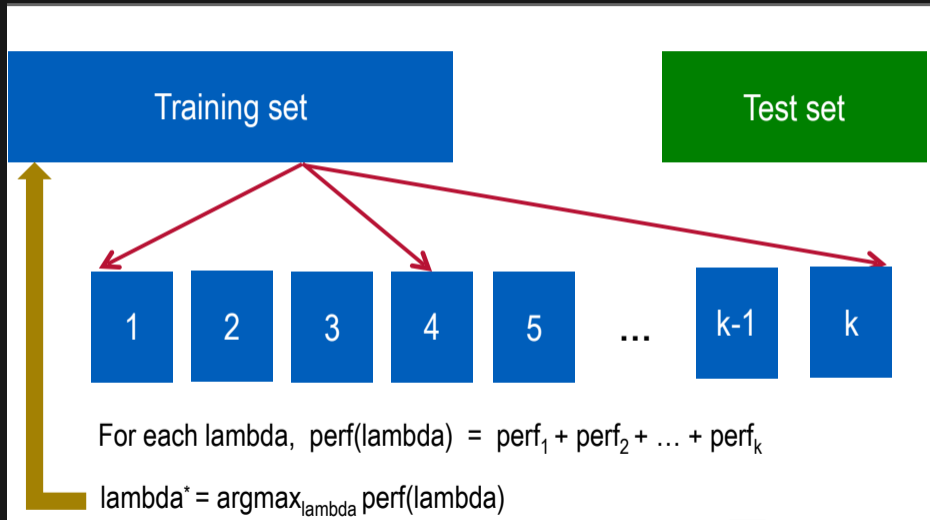 Training set
Test set
1 2 3 4 5 ... k-1 k
For each lambda, perf(lambda) = perf₁ + perf₂ + ... + perfₖ
lambda* = argmax_lambda perf(lambda)